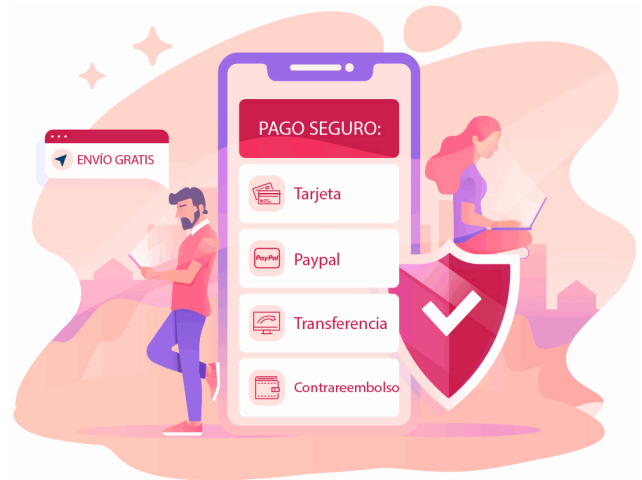 PAGO SEGURO:
ENVÍO GRATIS
Tarjeta
PayPal
Paypal
Transferencia
Contrareembolso